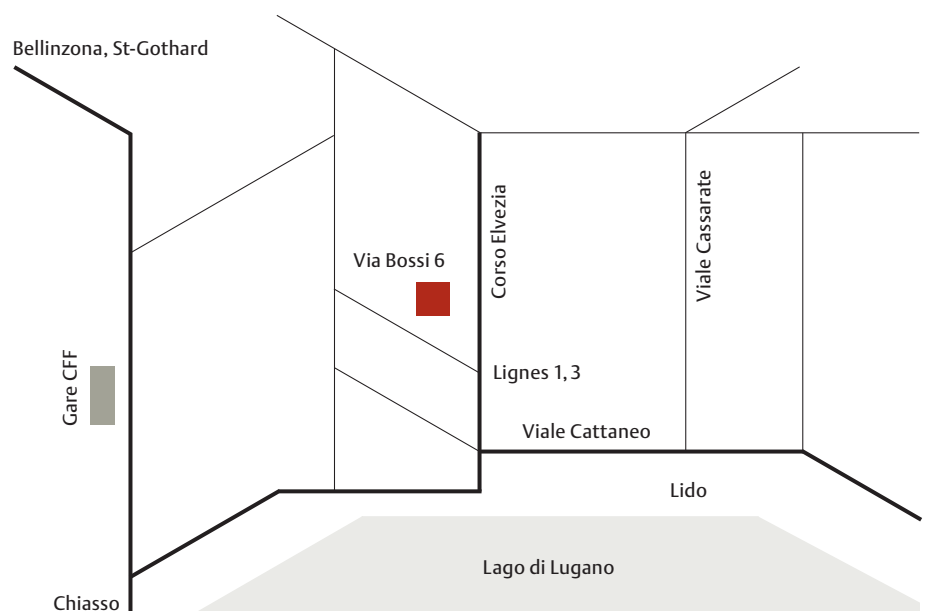 Bellinzona, St-Gothard
Via Bossi 6
Corso Elvezia
Viale Cassarate
Gare CFF
Lignes 1, 3
Viale Cattaneo
Lido
Lago di Lugano
Chiasso